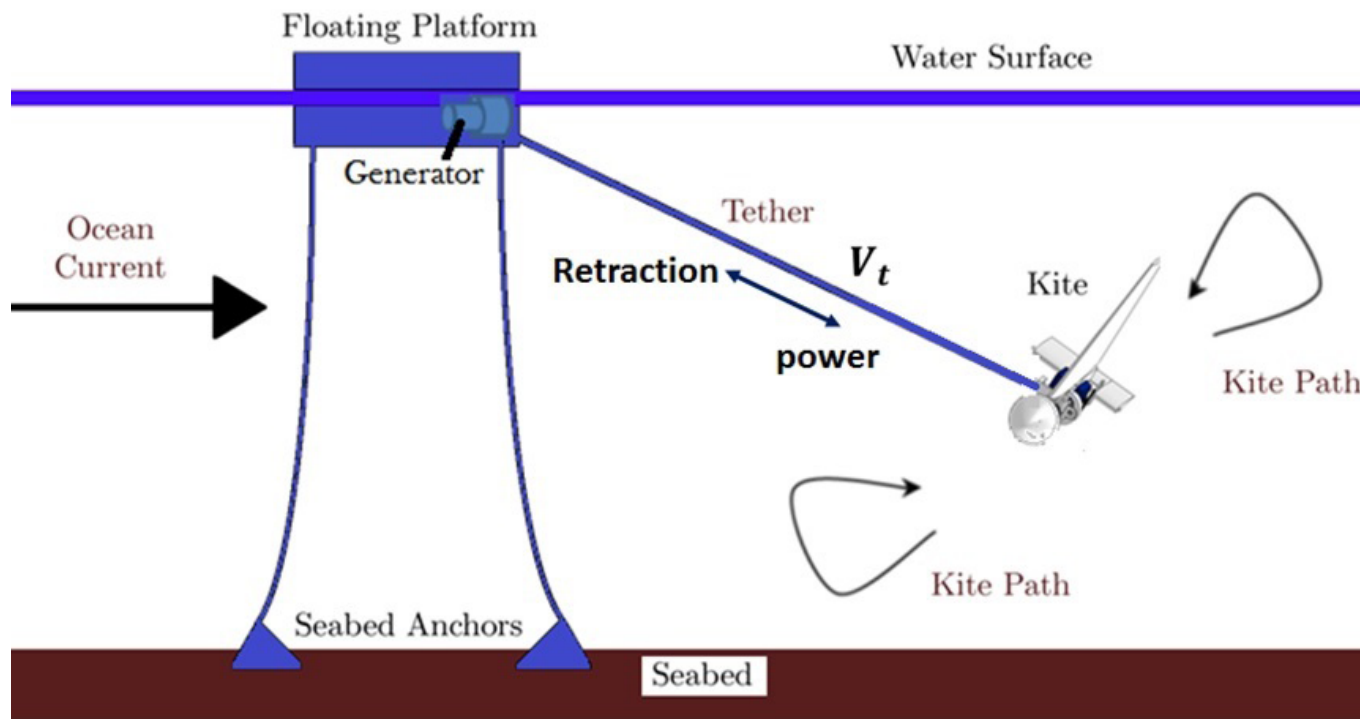 Floating Platform
Water Surface
Generator
Tether
Ocean
Current
Retraction
V_t
Kite
power
Kite Path
Kite Path
Seabed Anchors
Seabed